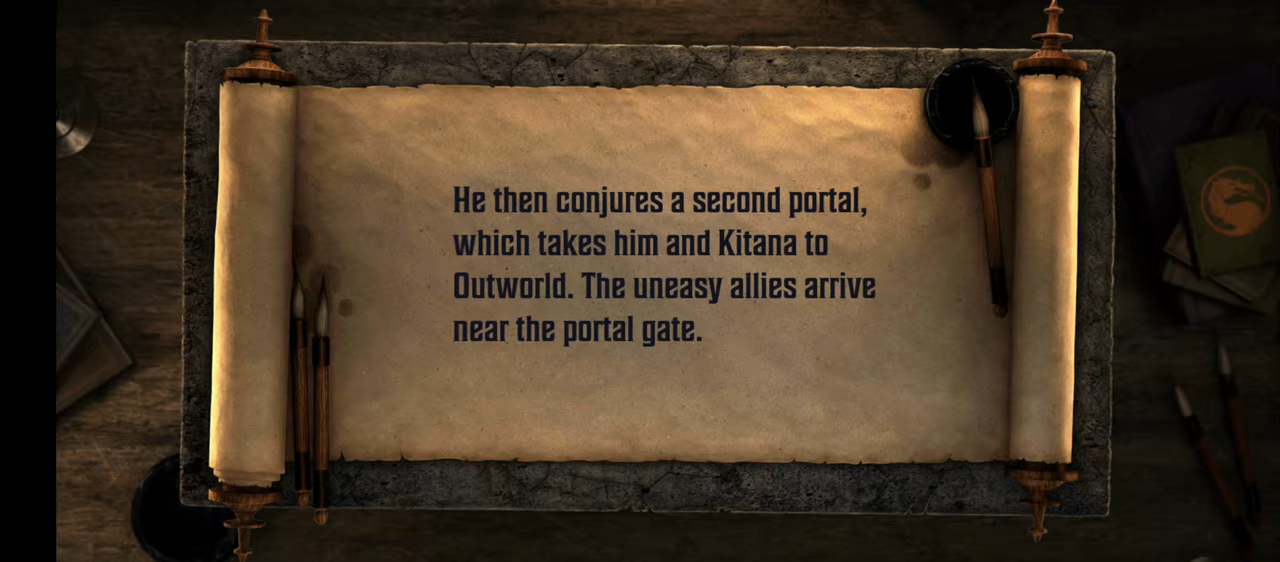 He then conjures a second portal,
which takes him and Kitana to
Outworld. The uneasy allies arrive
near the portal gate.